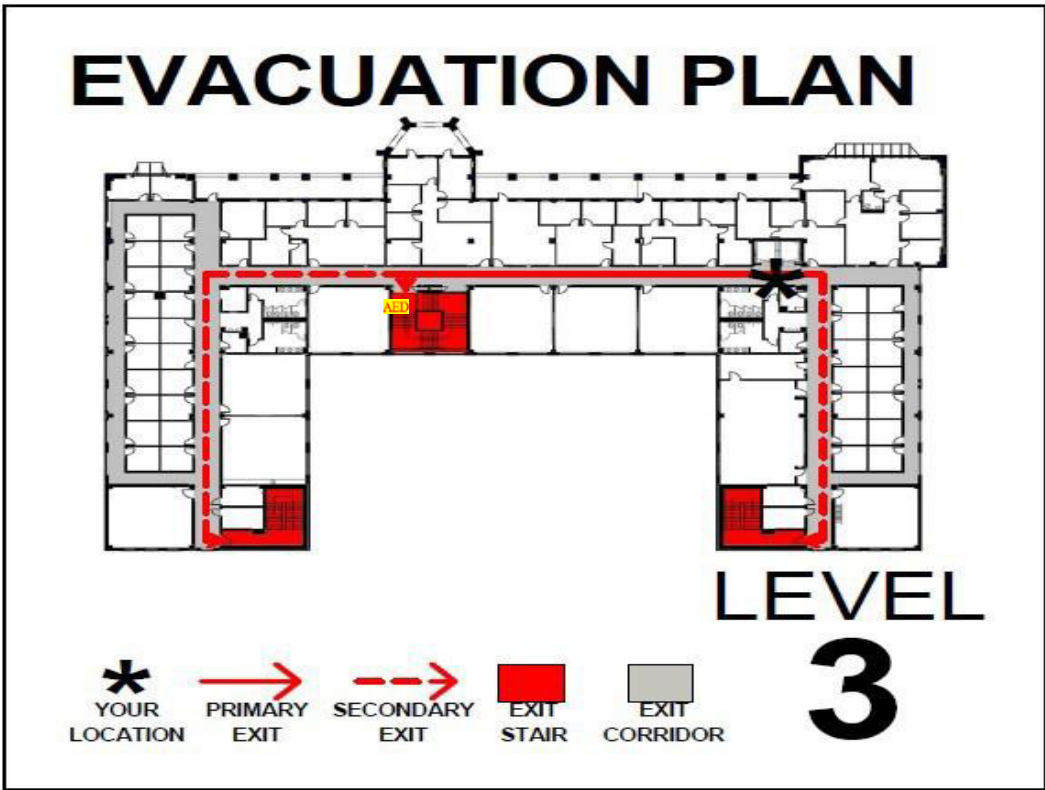 EVACUATION PLAN
AED
LEVEL
3
*
YOUR
LOCATION
PRIMARY
EXIT
SECONDARY
EXIT
EXIT
STAIR
EXIT
CORRIDOR